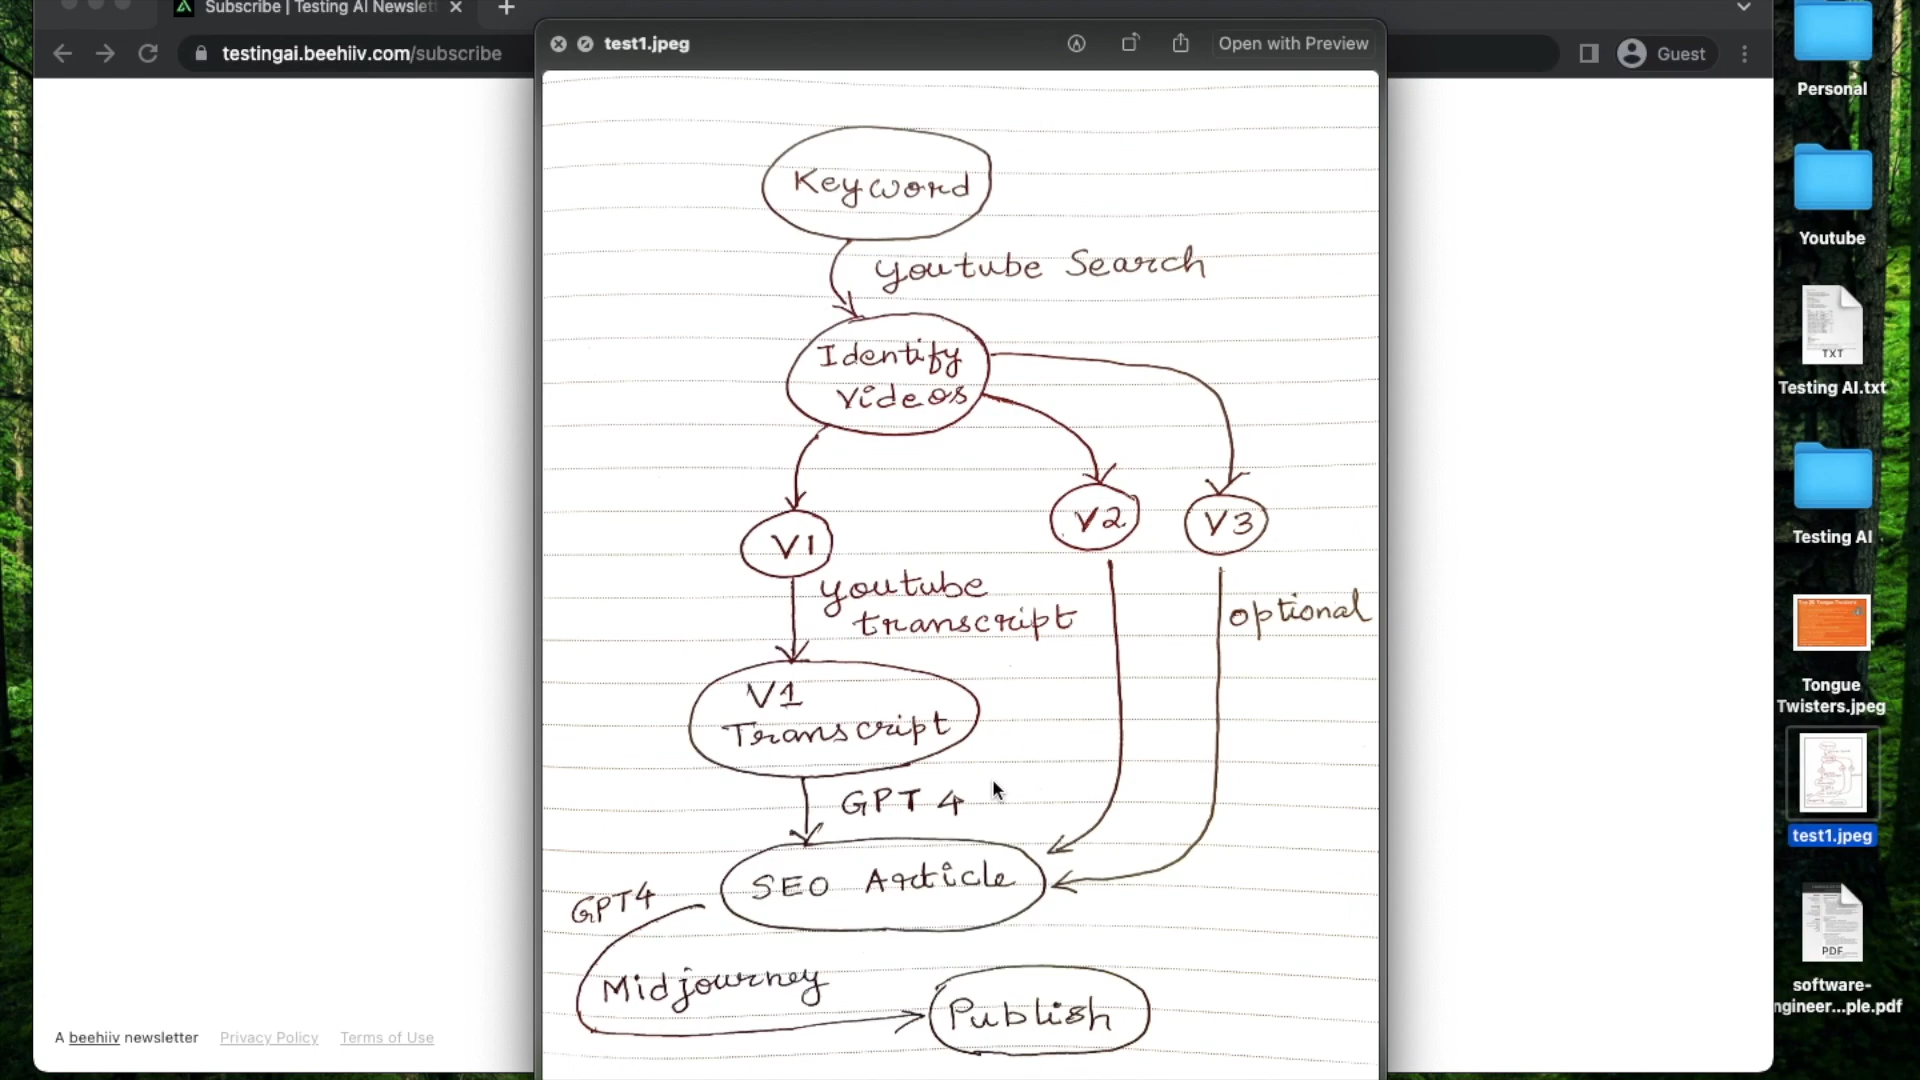 Subscribe | Testing AI Newslett
testingai.beehiiv.com/subscribe
test1.jpeg
Open with Preview
Guest
Keyword
Youtube Search
Identify
Videos
V1
V2
V3
Youtube
transcript
optional
V1
Transcript
GPT 4
SEO Article
GPT4
Midjourney
Publish
A beehiiv newsletter
Privacy Policy
Terms of Use
Personal
Youtube
TXT
Testing AI.txt
Testing AI
Tongue
Twisters.jpeg
test1.jpeg
PDF
software-
ngineer...ple.pdf